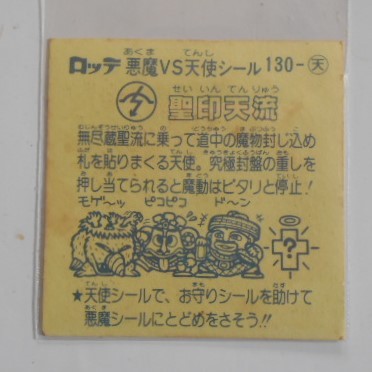 ロッテ 悪魔VS天使シール 130-天
聖印天流
無尽蔵聖流に乗って道中の魔物封じ込め
札を貼りまくる天使。究極封盤の重しを
押し当てられると魔動はピタリと停止!
モゲ〜ッ ピコピコ ド〜ン
★天使シールで、お守りシールを助けて
悪魔シールにとどめをさそう!!